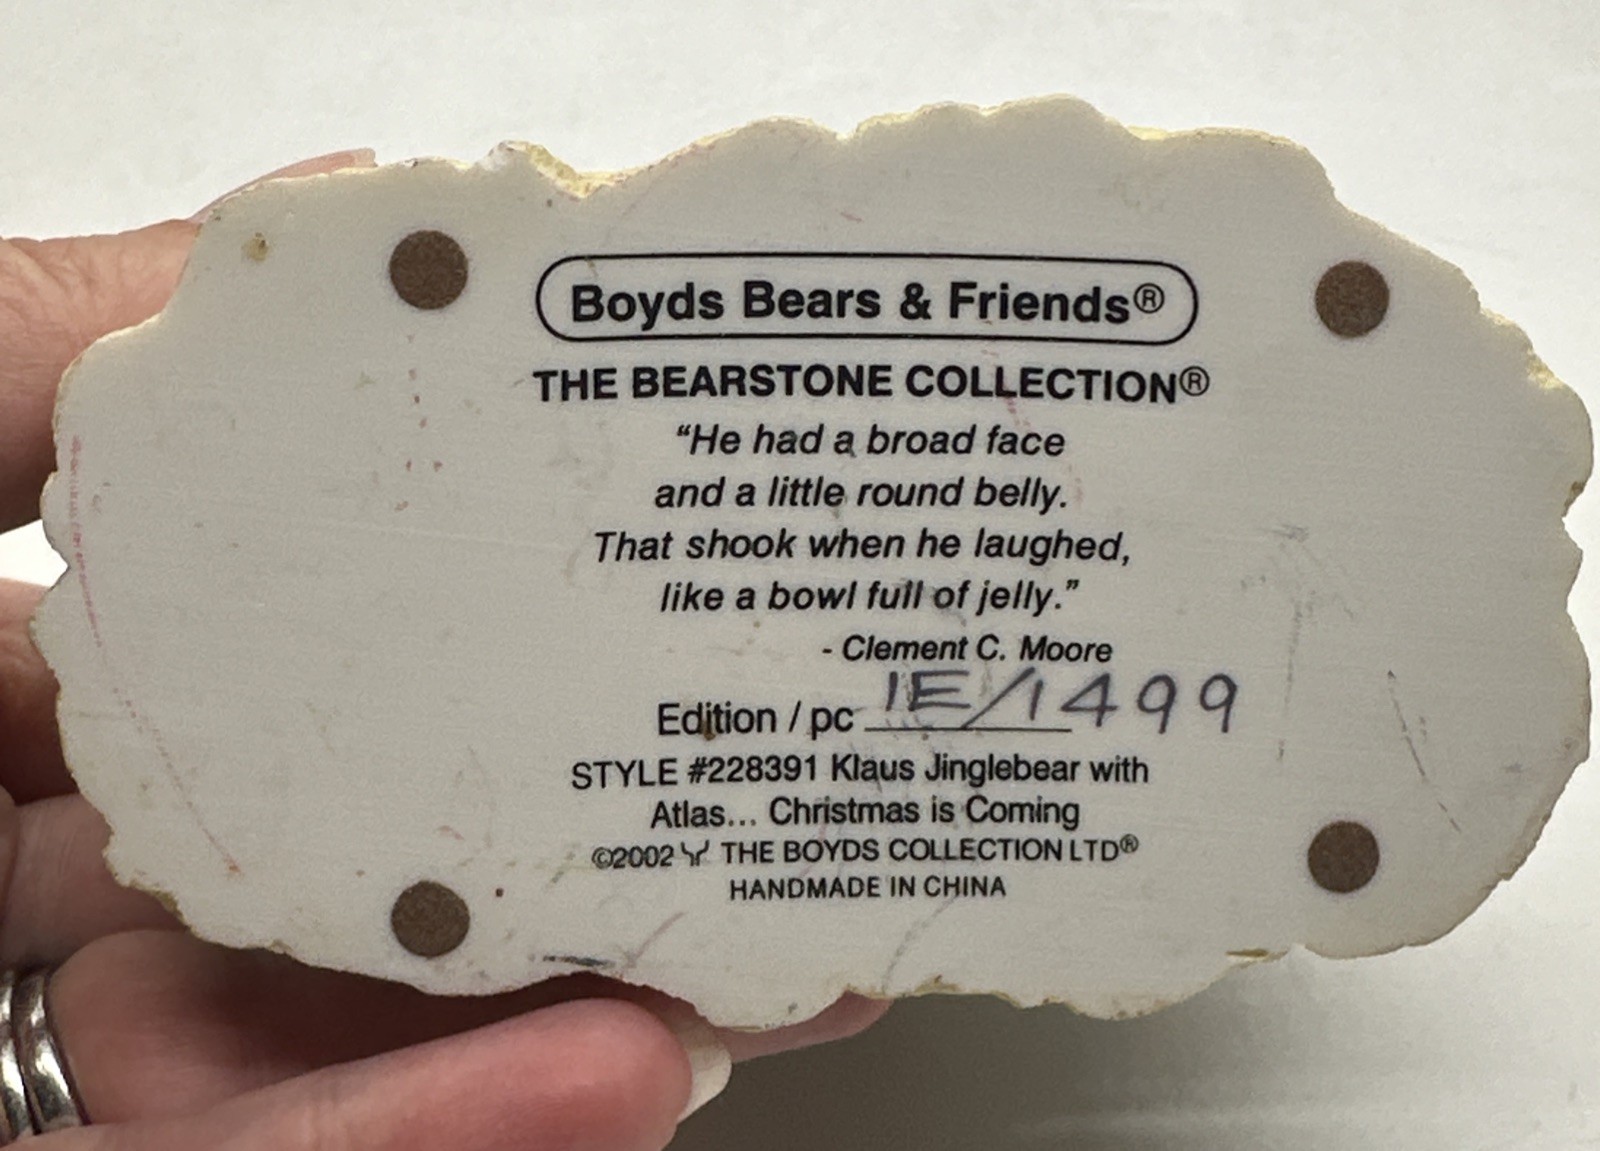 Boyds Bears & Friends®
THE BEARSTONE COLLECTION®
“He had a broad face
and a little round belly.
That shook when he laughed,
like a bowl full of jelly.”
- Clement C. Moore
Edition / pc 1E/1499
STYLE #228391 Klaus Jinglebear with
Atlas... Christmas is Coming
©2002 THE BOYDS COLLECTION LTD®
HANDMADE IN CHINA